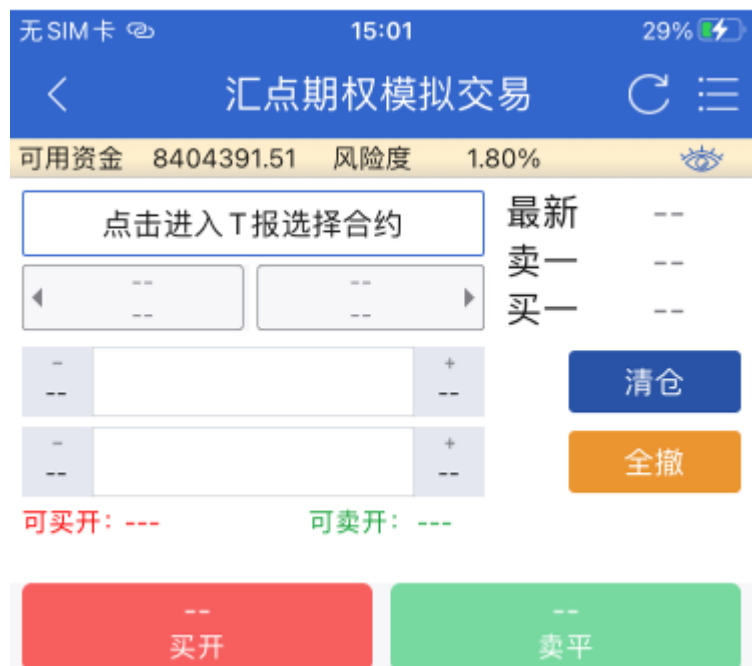 无SIM卡 15:01 29%
汇点期权模拟交易
可用资金 8404391.51 风险度 1.80%
点击进入T报选择合约
最新 --
卖一 --
买一 --
-- --
-- --
- +
-- --
清仓
- +
-- --
全撤
可买开: --- 可卖开: ---
-- --
买开 卖平